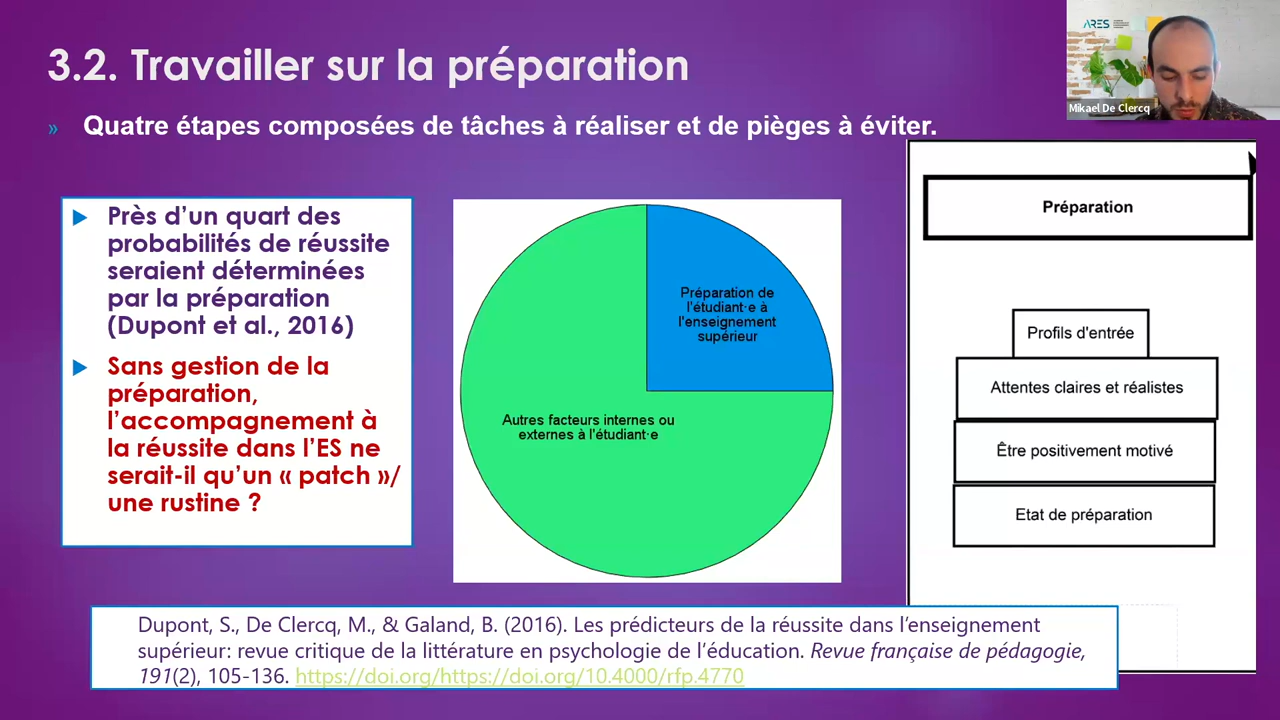 3.2. Travailler sur la préparation
» Quatre étapes composées de tâches à réaliser et de pièges à éviter.
ARES
Mikael De Clercq
Près d’un quart des
probabilités de réussite
seraient déterminées
par la préparation
(Dupont et al., 2016)
Sans gestion de la
préparation,
l’accompagnement à
la réussite dans l’ES ne
serait-il qu’un « patch »/
une rustine ?
Préparation de
l'étudiant·e à
l'enseignement
supérieur
Autres facteurs internes ou
externes à l'étudiant·e
Préparation
Profils d'entrée
Attentes claires et réalistes
Être positivement motivé
Etat de préparation
Dupont, S., De Clercq, M., & Galand, B. (2016). Les prédicteurs de la réussite dans l’enseignement
supérieur: revue critique de la littérature en psychologie de l’éducation. Revue française de pédagogie,
191(2), 105-136. https://doi.org/https://doi.org/10.4000/rfp.4770